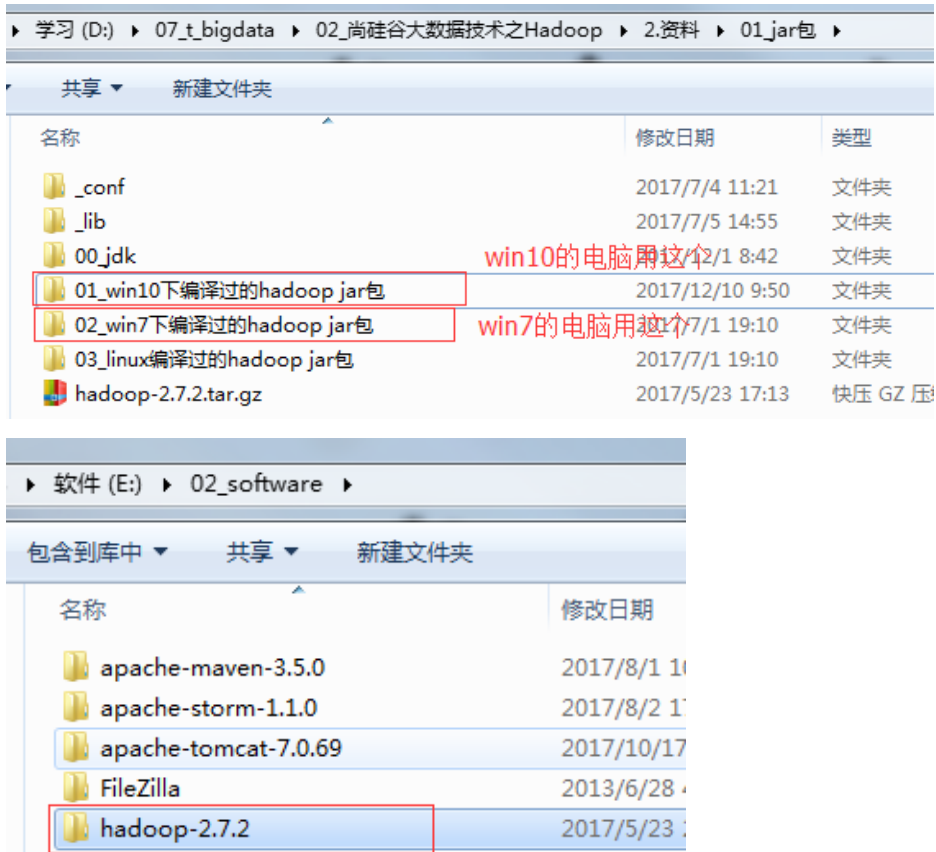 学习 (D:) 07_t_bigdata 02_尚硅谷大数据技术之Hadoop 2.资料 01_jar包
共享 新建文件夹
名称 修改日期 类型
_conf 2017/7/4 11:21 文件夹
_lib 2017/7/5 14:55 文件夹
00_jdk win10的电脑用这个 2017/12/1 8:42 文件夹
01_win10下编译过的hadoop jar包 2017/12/10 9:50 文件夹
02_win7下编译过的hadoop jar包 win7的电脑用这个 2017/7/1 19:10 文件夹
03_linux编译过的hadoop jar包 2017/7/1 19:10 文件夹
hadoop-2.7.2.tar.gz 2017/5/23 17:13 快压 GZ
软件 (E:) 02_software
包含到库中 共享 新建文件夹
名称 修改日期
apache-maven-3.5.0 2017/8/1
apache-storm-1.1.0 2017/8/2
apache-tomcat-7.0.69 2017/10/17
FileZilla 2013/6/28
hadoop-2.7.2 2017/5/23